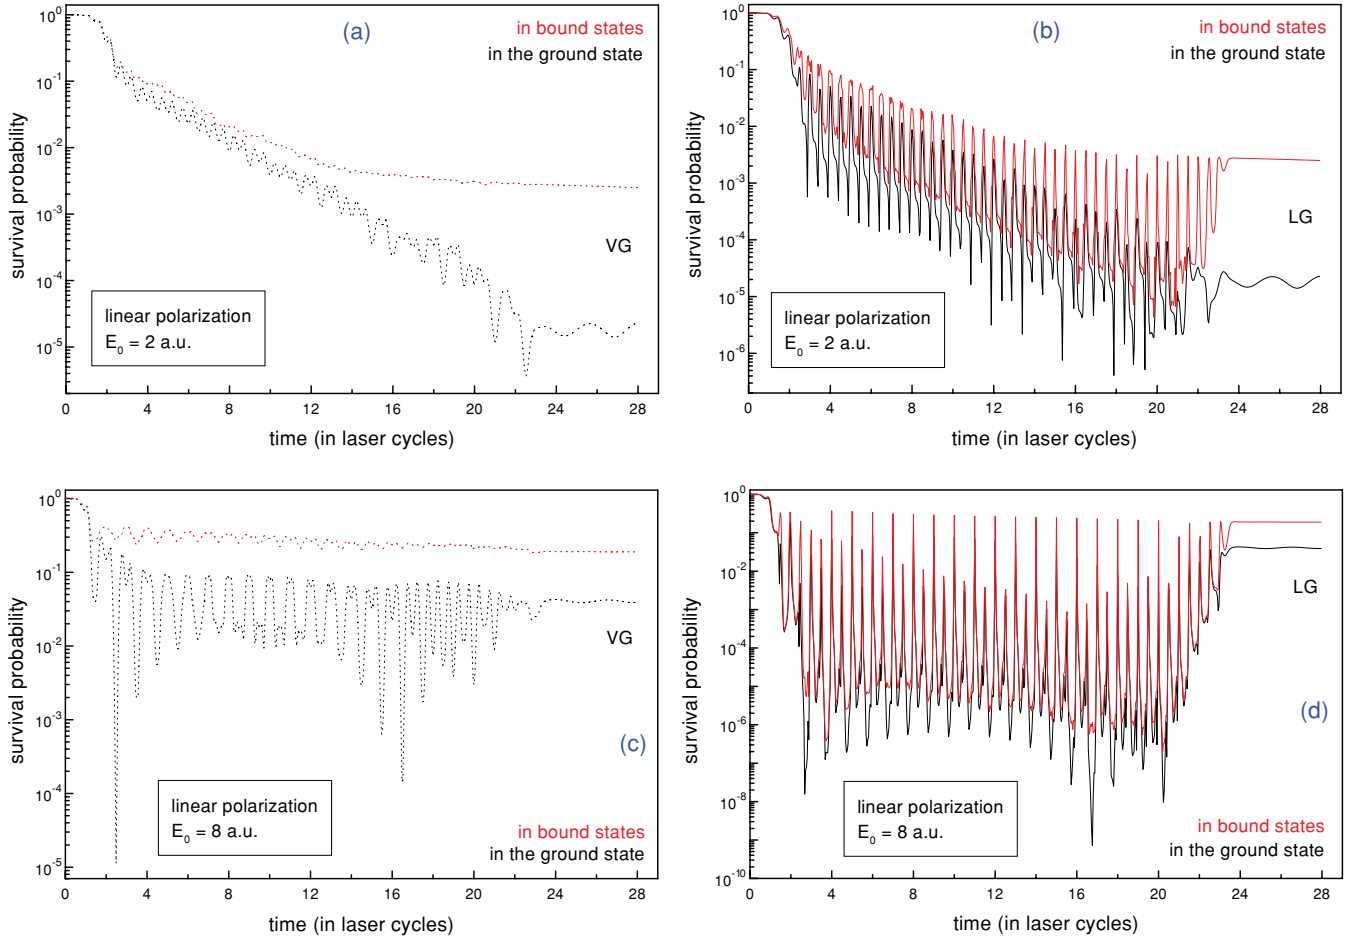 (a)
in bound states
in the ground state
survival probability
10^0
10^-1
10^-2
10^-3
10^-4
10^-5
VG
linear polarization
E_0 = 2 a.u.
0 4 8 12 16 20 24 28
time (in laser cycles)
(b)
in bound states
in the ground state
survival probability
10^0
10^-1
10^-2
10^-3
10^-4
10^-5
10^-6
LG
linear polarization
E_0 = 2 a.u.
0 4 8 12 16 20 24 28
time (in laser cycles)
survival probability
10^0
10^-1
10^-2
10^-3
10^-4
10^-5
VG
(c)
linear polarization
E_0 = 8 a.u.
in bound states
in the ground state
0 4 8 12 16 20 24 28
time (in laser cycles)
survival probability
10^0
10^-2
10^-4
10^-6
10^-8
10^-10
LG
(d)
linear polarization
E_0 = 8 a.u.
in bound states
in the ground state
0 4 8 12 16 20 24 28
time (in laser cycles)